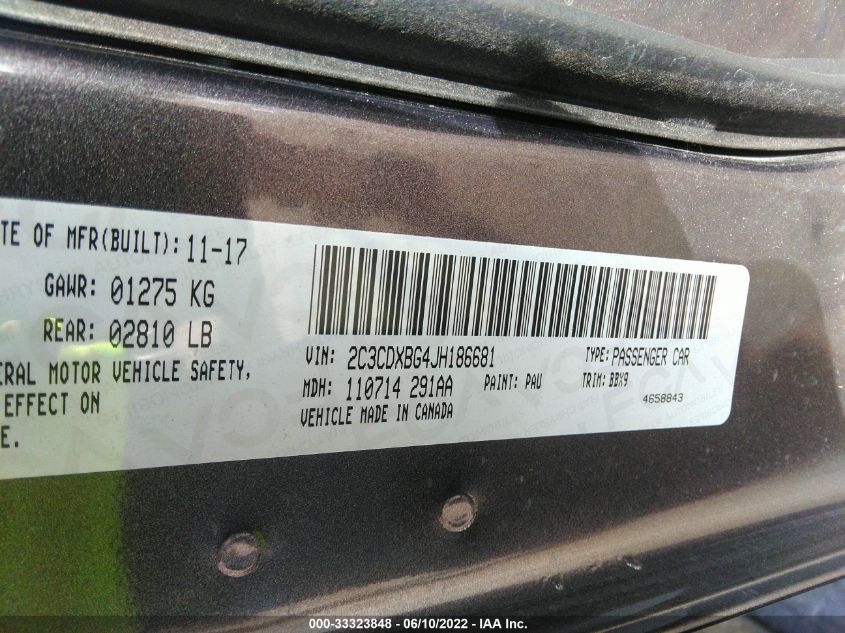 TE OF MFR(BUILT): 11-17
GAWR: 01275 KG
REAR: 02810 LB
ERAL MOTOR VEHICLE SAFETY,
EFFECT ON
E.
VIN: 2C3CDXBG4JH186681 TYPE: PASSENGER CAR
MDH: 110714 291AA PAINT: PAU TRIM: BBX9
VEHICLE MADE IN CANADA 4658843
000-33323848 - 06/10/2022 - IAA Inc.